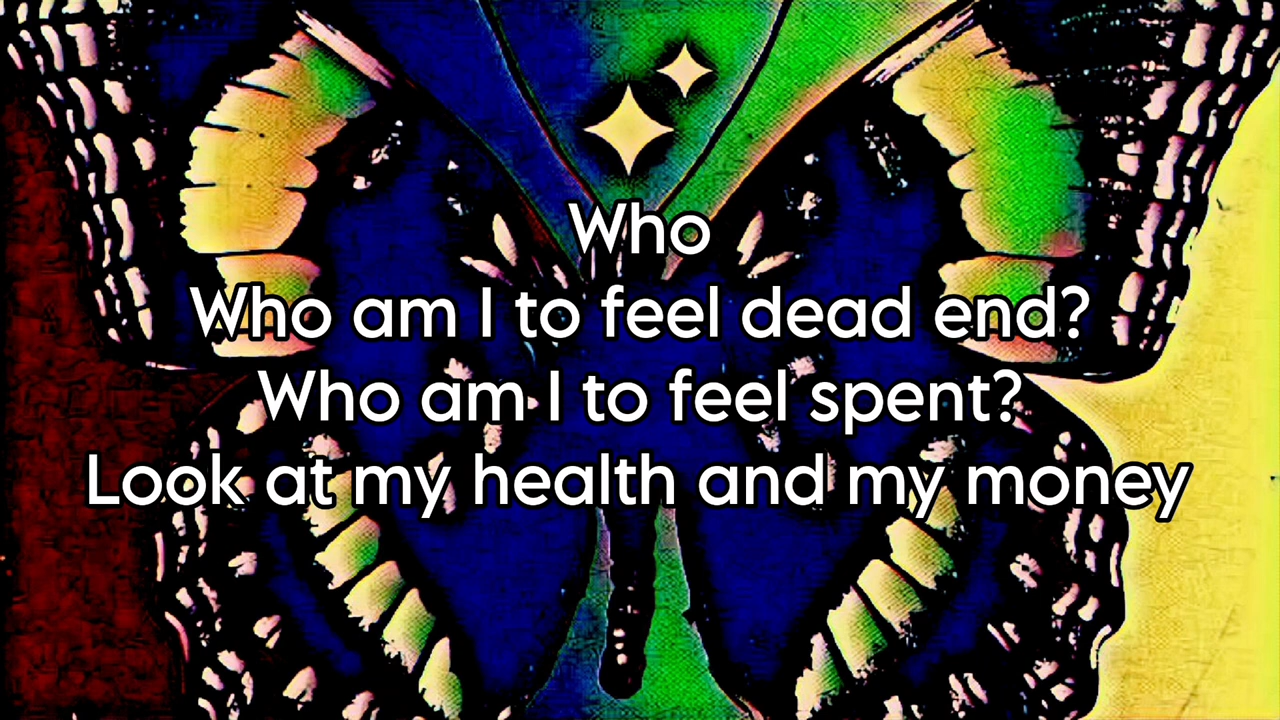 Who
Who am I to feel dead end?
Who am I to feel spent?
Look at my health and my money